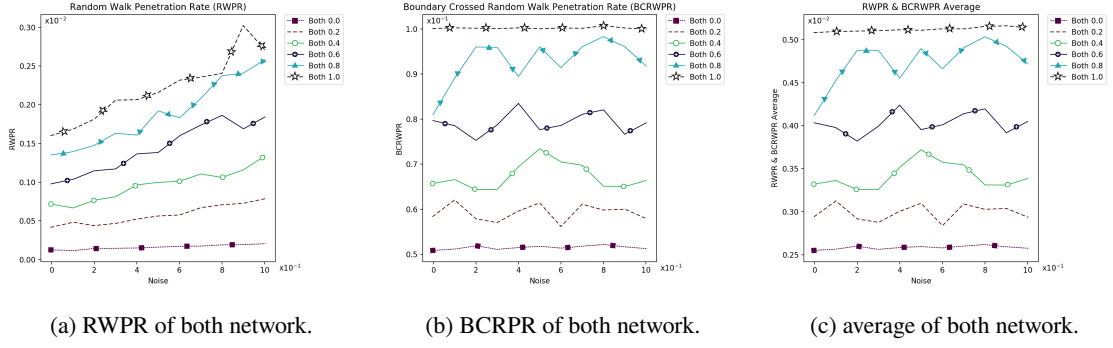 Random Walk Penetration Rate (RWPR)
x10⁻²
0.30
0.25
0.20
0.15
0.10
0.05
0.00
RWPR
0 2 4 6 8 10
x10⁻¹
Noise
Both 0.0
Both 0.2
Both 0.4
Both 0.6
Both 0.8
Both 1.0
(a) RWPR of both network.
Boundary Crossed Random Walk Penetration Rate (BCRWPR)
x10⁻¹
1.0
0.9
0.8
0.7
0.6
0.5
BCRWPR
0 2 4 6 8 10
x10⁻¹
Noise
Both 0.0
Both 0.2
Both 0.4
Both 0.6
Both 0.8
Both 1.0
(b) BCRPR of both network.
RWPR & BCRWPR Average
x10⁻²
0.50
0.45
0.40
0.35
0.30
0.25
RWPR & BCRWPR Average
0 2 4 6 8 10
x10⁻¹
Noise
Both 0.0
Both 0.2
Both 0.4
Both 0.6
Both 0.8
Both 1.0
(c) average of both network.